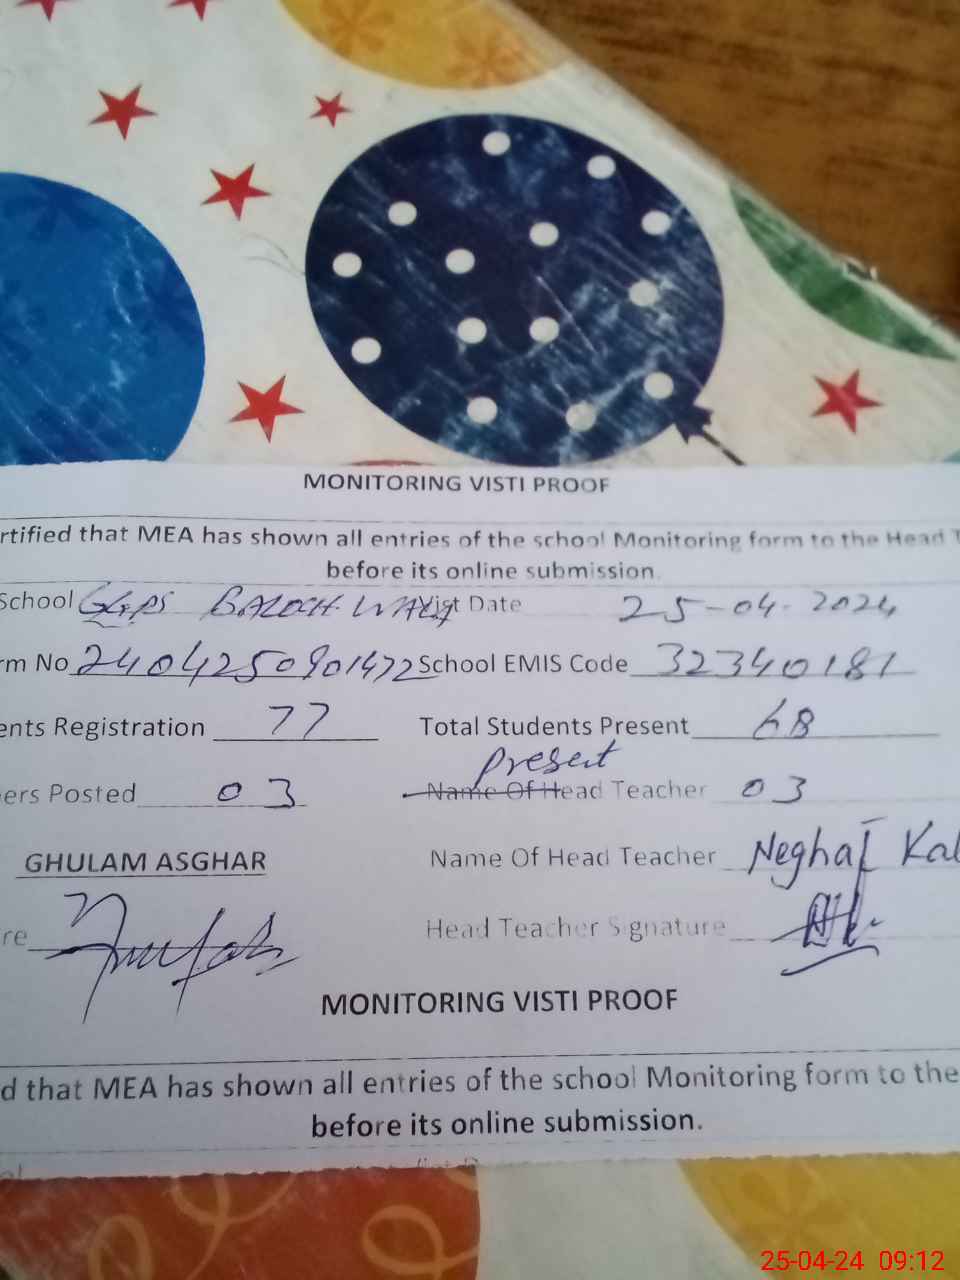 MONITORING VISTI PROOF
rtified that MEA has shown all entries of the school Monitoring form to the Head T
before its online submission.
School GGPS BALOCH WALA Visit Date 25-04-2024
rm No 2404250901472 School EMIS Code 32340181
ents Registration 77 Total Students Present 68
present
ers Posted 03 Name Of Head Teacher 03
GHULAM ASGHAR Name Of Head Teacher Neghat Kal
re Head Teacher Signature
MONITORING VISTI PROOF
d that MEA has shown all entries of the school Monitoring form to the
before its online submission.
25-04-24 09:12